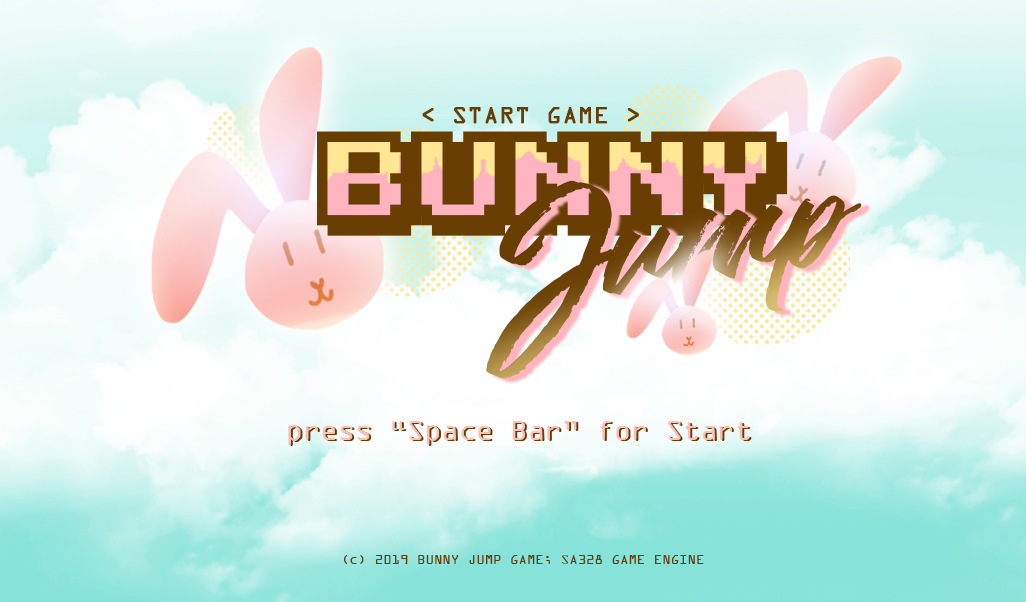 < START GAME >
BUNNY
Jump
press “Space Bar" for Start
(c) 2019 BUNNY JUMP GAME; SA328 GAME ENGINE